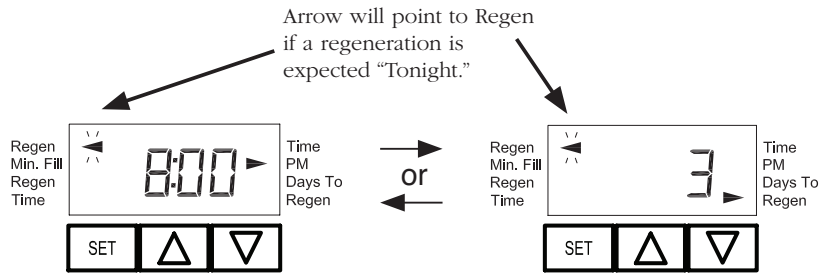 Arrow will point to Regen
if a regeneration is
expected “Tonight.”
Regen
Min. Fill
Regen
Time
8:00
Time
PM
Days To
Regen
SET
or
Regen
Min. Fill
Regen
Time
3
Time
PM
Days To
Regen
SET